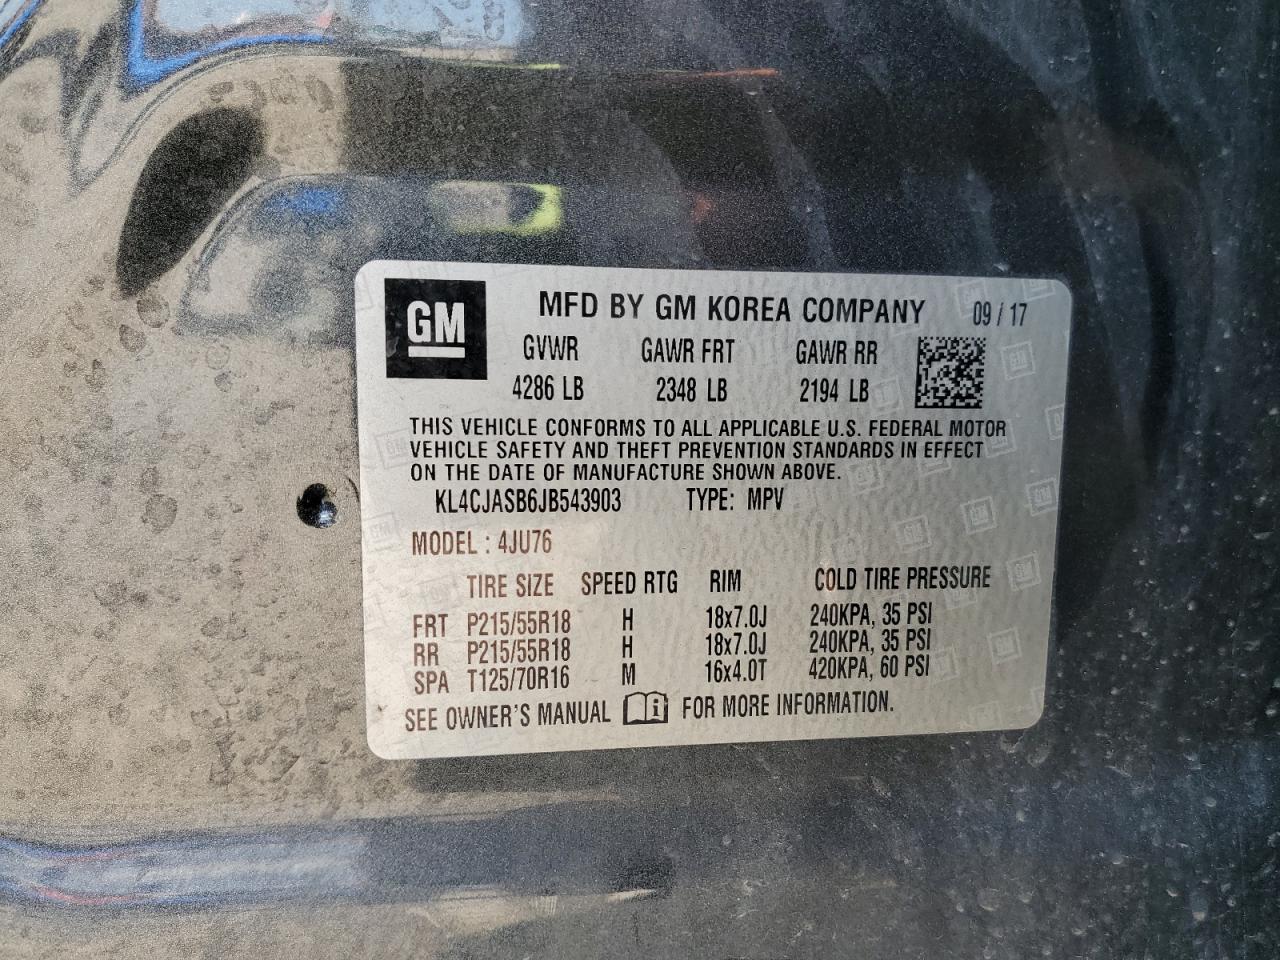 GM
MFD BY GM KOREA COMPANY 09 / 17
GVWR GAWR FRT GAWR RR
4286 LB 2348 LB 2194 LB
THIS VEHICLE CONFORMS TO ALL APPLICABLE U.S. FEDERAL MOTOR
VEHICLE SAFETY AND THEFT PREVENTION STANDARDS IN EFFECT
ON THE DATE OF MANUFACTURE SHOWN ABOVE.
KL4CJASB6JB543903 TYPE: MPV
MODEL : 4JU76
TIRE SIZE SPEED RTG RIM COLD TIRE PRESSURE
FRT P215/55R18 H 18x7.0J 240KPA, 35 PSI
RR P215/55R18 H 18x7.0J 240KPA, 35 PSI
SPA T125/70R16 M 16x4.0T 420KPA, 60 PSI
SEE OWNER'S MANUAL i FOR MORE INFORMATION.